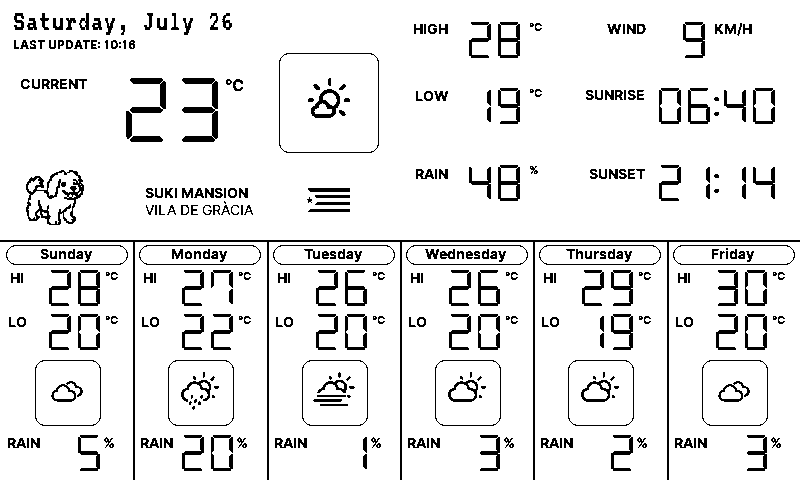 Saturday, July 26
LAST UPDATE: 10:16
CURRENT 23 °C
HIGH 28 °C
LOW 19 °C
RAIN 48 %
WIND 9 KM/H
SUNRISE 06:40
SUNSET 21:14
SUKI MANSION
VILA DE GRÀCIA
Sunday
HI 28 °C
LO 20 °C
RAIN 5 %
Monday
HI 27 °C
LO 22 °C
RAIN 20 %
Tuesday
HI 26 °C
LO 20 °C
RAIN 1 %
Wednesday
HI 26 °C
LO 20 °C
RAIN 3 %
Thursday
HI 29 °C
LO 19 °C
RAIN 2 %
Friday
HI 30 °C
LO 20 °C
RAIN 3 %